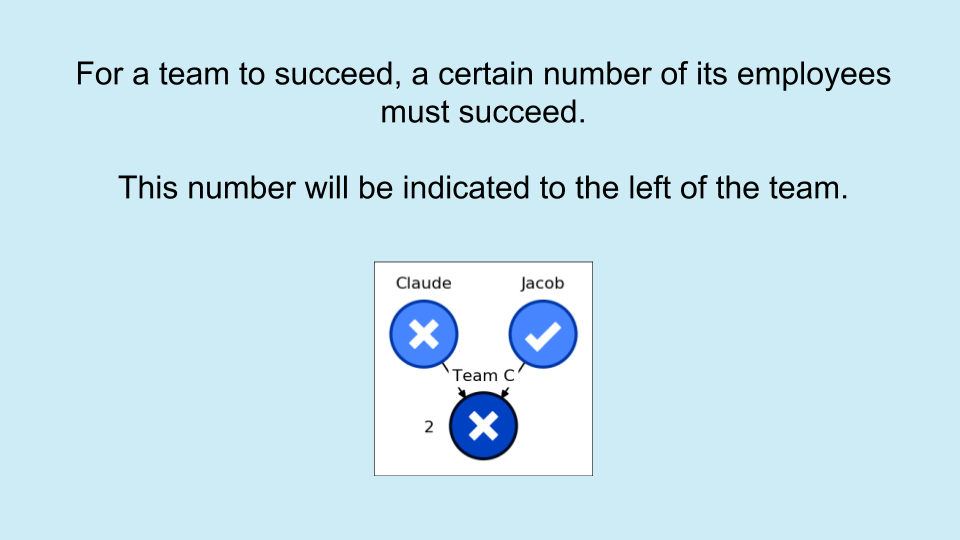 For a team to succeed, a certain number of its employees
must succeed.
This number will be indicated to the left of the team.
Claude Jacob
Team C
2